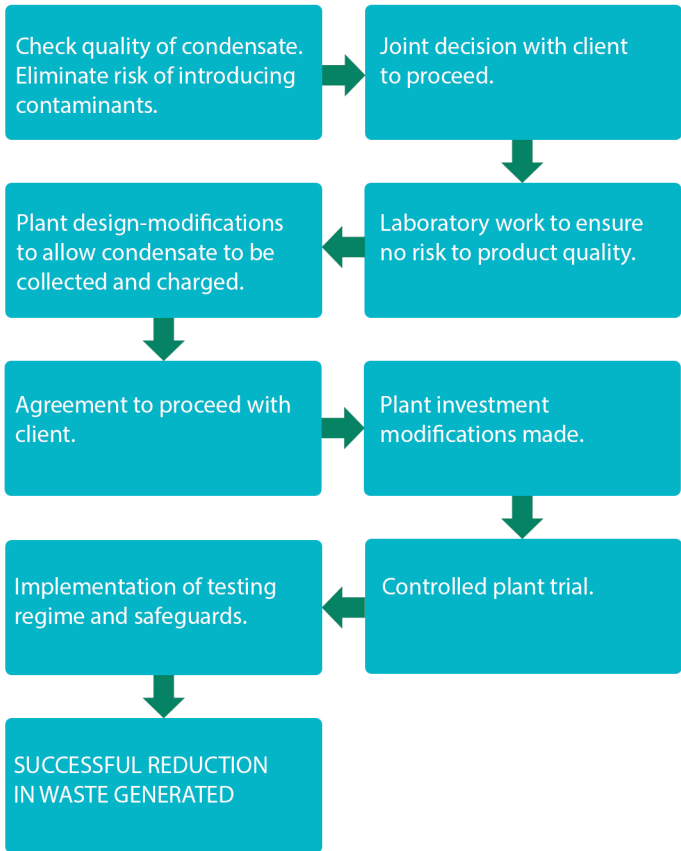 Check quality of condensate.
Eliminate risk of introducing
contaminants.
Joint decision with client
to proceed.
Laboratory work to ensure
no risk to product quality.
Plant design-modifications
to allow condensate to be
collected and charged.
Agreement to proceed with
client.
Plant investment
modifications made.
Controlled plant trial.
Implementation of testing
regime and safeguards.
SUCCESSFUL REDUCTION
IN WASTE GENERATED